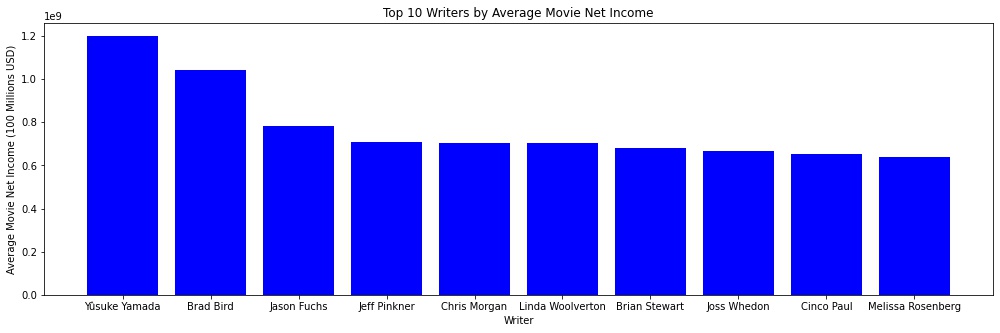 Top 10 Writers by Average Movie Net Income
1e9
Average Movie Net Income (100 Millions USD)
1.2
1.0
0.8
0.6
0.4
0.2
0.0
Yûsuke Yamada Brad Bird Jason Fuchs Jeff Pinkner Chris Morgan Linda Woolverton Brian Stewart Joss Whedon Cinco Paul Melissa Rosenberg
Writer